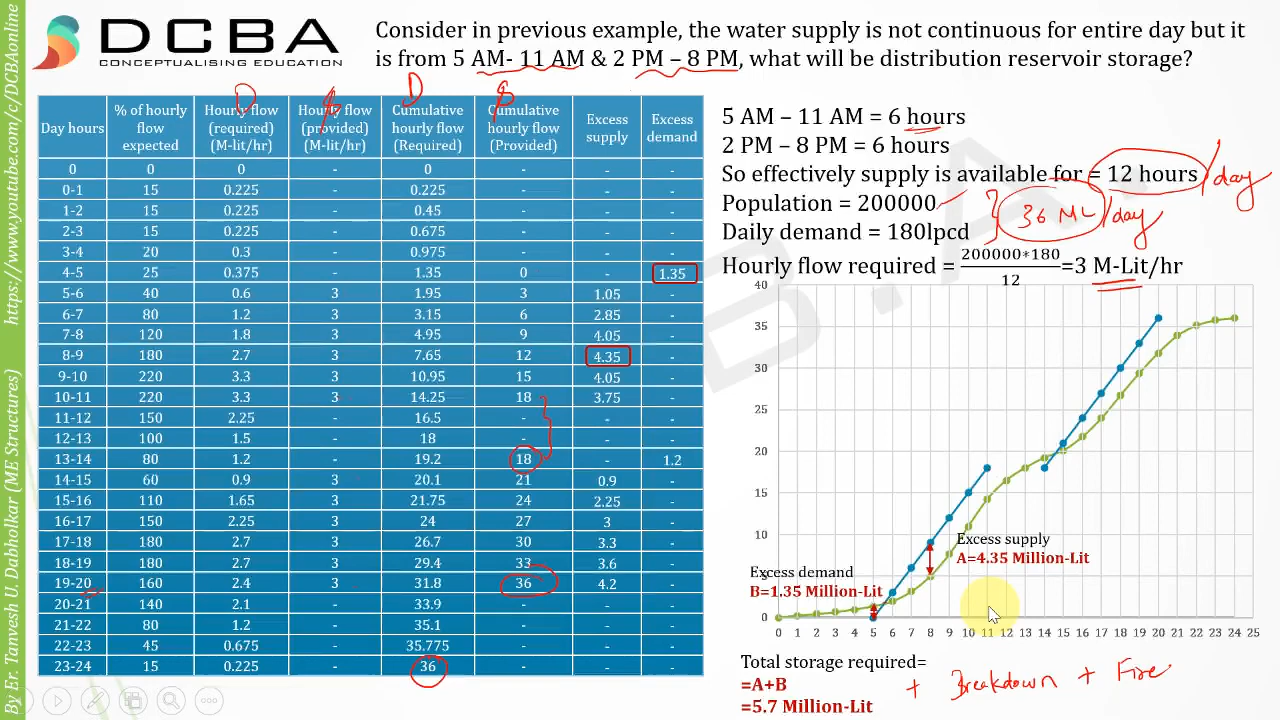 DCBA
CONCEPTUALISING EDUCATION
Consider in previous example, the water supply is not continuous for entire day but it
is from 5 AM- 11 AM & 2 PM – 8 PM, what will be distribution reservoir storage?
https://www.youtube.com/c/DCBAonline
By Er. Tanvesh U. Dabholkar (ME Structures)
D S D S
Day hours % of hourly flow expected Hourly flow (required) (M-lit/hr) Hourly flow (provided) (M-lit/hr) Cumulative hourly flow (Required) Cumulative hourly flow (Provided) Excess supply Excess demand
0 0 0 - 0 - - -
0-1 15 0.225 - 0.225 - - -
1-2 15 0.225 - 0.45 - - -
2-3 15 0.225 - 0.675 - - -
3-4 20 0.3 - 0.975 - - -
4-5 25 0.375 - 1.35 0 - 1.35
5-6 40 0.6 3 1.95 3 1.05 -
6-7 80 1.2 3 3.15 6 2.85 -
7-8 120 1.8 3 4.95 9 4.05 -
8-9 180 2.7 3 7.65 12 4.35 -
9-10 220 3.3 3 10.95 15 4.05 -
10-11 220 3.3 3 14.25 18 3.75 -
11-12 150 2.25 - 16.5 - - -
12-13 100 1.5 - 18 - - -
13-14 80 1.2 - 19.2 18 - 1.2
14-15 60 0.9 3 20.1 21 0.9 -
15-16 110 1.65 3 21.75 24 2.25 -
16-17 150 2.25 3 24 27 3 -
17-18 180 2.7 3 26.7 30 3.3 -
18-19 180 2.7 3 29.4 33 3.6 -
19-20 160 2.4 3 31.8 36 4.2 -
20-21 140 2.1 - 33.9 - - -
21-22 80 1.2 - 35.1 - - -
22-23 45 0.675 - 35.775 - - -
23-24 15 0.225 - 36 - - -
5 AM – 11 AM = 6 hours
2 PM – 8 PM = 6 hours
So effectively supply is available for = 12 hours /day
Population = 200000
36 ML/day
Daily demand = 180lpcd
Hourly flow required = 200000*180/12=3 M-Lit/hr
40
35
30
25
20
15
10
5
0
0 1 2 3 4 5 6 7 8 9 10 11 12 13 14 15 16 17 18 19 20 21 22 23 24 25
Excess supply
A=4.35 Million-Lit
Excess demand
B=1.35 Million-Lit
Total storage required=
=A+B
+ Breakdown + Fire
=5.7 Million-Lit